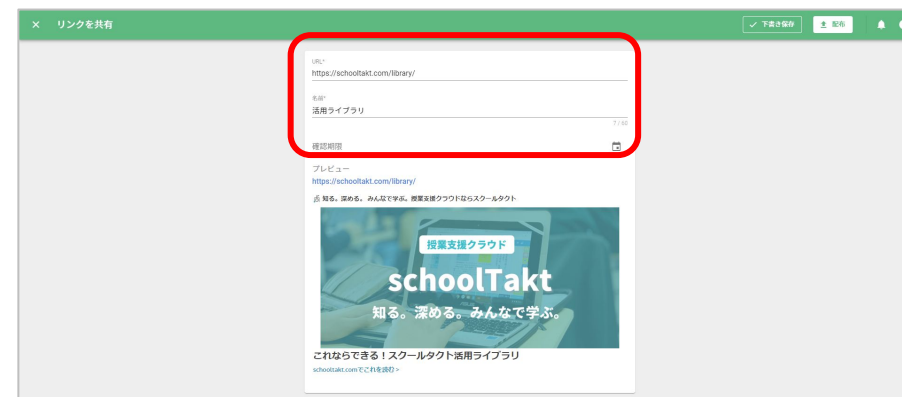 × リンクを共有
下書き保存
配布
URL*
https://schooltakt.com/library/
名前*
活用ライブラリ
7 / 60
確認期限
プレビュー
https://schooltakt.com/library/
知る。深める。みんなで学ぶ。授業支援クラウドならスクールタクト
授業支援クラウド
schoolTakt
知る。深める。みんなで学ぶ。
これならできる！スクールタクト活用ライブラリ
schooltakt.comでこれを読む >